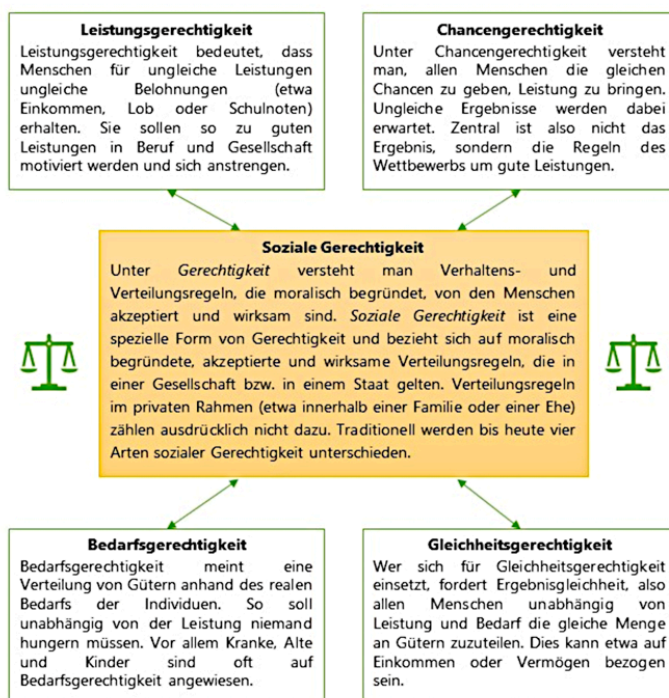 Leistungsgerechtigkeit
Leistungsgerechtigkeit bedeutet, dass
Menschen für ungleiche Leistungen
ungleiche Belohnungen (etwa
Einkommen, Lob oder Schulnoten)
erhalten. Sie sollen so zu guten
Leistungen in Beruf und Gesellschaft
motiviert werden und sich anstrengen.
Chancengerechtigkeit
Unter Chancengerechtigkeit versteht
man, allen Menschen die gleichen
Chancen zu geben, Leistung zu bringen.
Ungleiche Ergebnisse werden dabei
erwartet. Zentral ist also nicht das
Ergebnis, sondern die Regeln des
Wettbewerbs um gute Leistungen.
Soziale Gerechtigkeit
Unter Gerechtigkeit versteht man Verhaltens- und
Verteilungsregeln, die moralisch begründet, von den Menschen
akzeptiert und wirksam sind. Soziale Gerechtigkeit ist eine
spezielle Form von Gerechtigkeit und bezieht sich auf moralisch
begründete, akzeptierte und wirksame Verteilungsregeln, die in
einer Gesellschaft bzw. in einem Staat gelten. Verteilungsregeln
im privaten Rahmen (etwa innerhalb einer Familie oder einer Ehe)
zählen ausdrücklich nicht dazu. Traditionell werden bis heute vier
Arten sozialer Gerechtigkeit unterschieden.
Bedarfsgerechtigkeit
Bedarfsgerechtigkeit meint eine
Verteilung von Gütern anhand des realen
Bedarfs der Individuen. So soll
unabhängig von der Leistung niemand
hungern müssen. Vor allem Kranke, Alte
und Kinder sind oft auf
Bedarfsgerechtigkeit angewiesen.
Gleichheitsgerechtigkeit
Wer sich für Gleichheitsgerechtigkeit
einsetzt, fordert Ergebnisgleichheit, also
allen Menschen unabhängig von
Leistung und Bedarf die gleiche Menge
an Gütern zuzuteilen. Dies kann etwa auf
Einkommen oder Vermögen bezogen
sein.